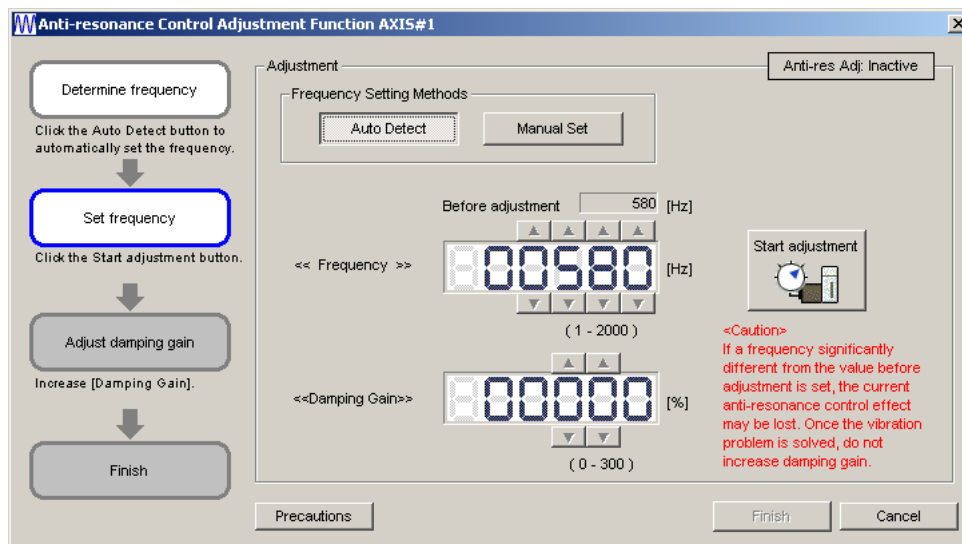 Anti-resonance Control Adjustment Function AXIS#1
Determine frequency
Click the Auto Detect button to
automatically set the frequency.
Set frequency
Click the Start adjustment button.
Adjust damping gain
Increase [Damping Gain].
Finish
Adjustment
Anti-res Adj: Inactive
Frequency Setting Methods
Auto Detect
Manual Set
Before adjustment 580 [Hz]
<< Frequency >> 00580 [Hz]
( 1 - 2000 )
<<Damping Gain>> 00000 [%]
( 0 - 300 )
Start adjustment
<Caution>
If a frequency significantly
different from the value before
adjustment is set, the current
anti-resonance control effect
may be lost. Once the vibration
problem is solved, do not
increase damping gain.
Precautions
Finish
Cancel